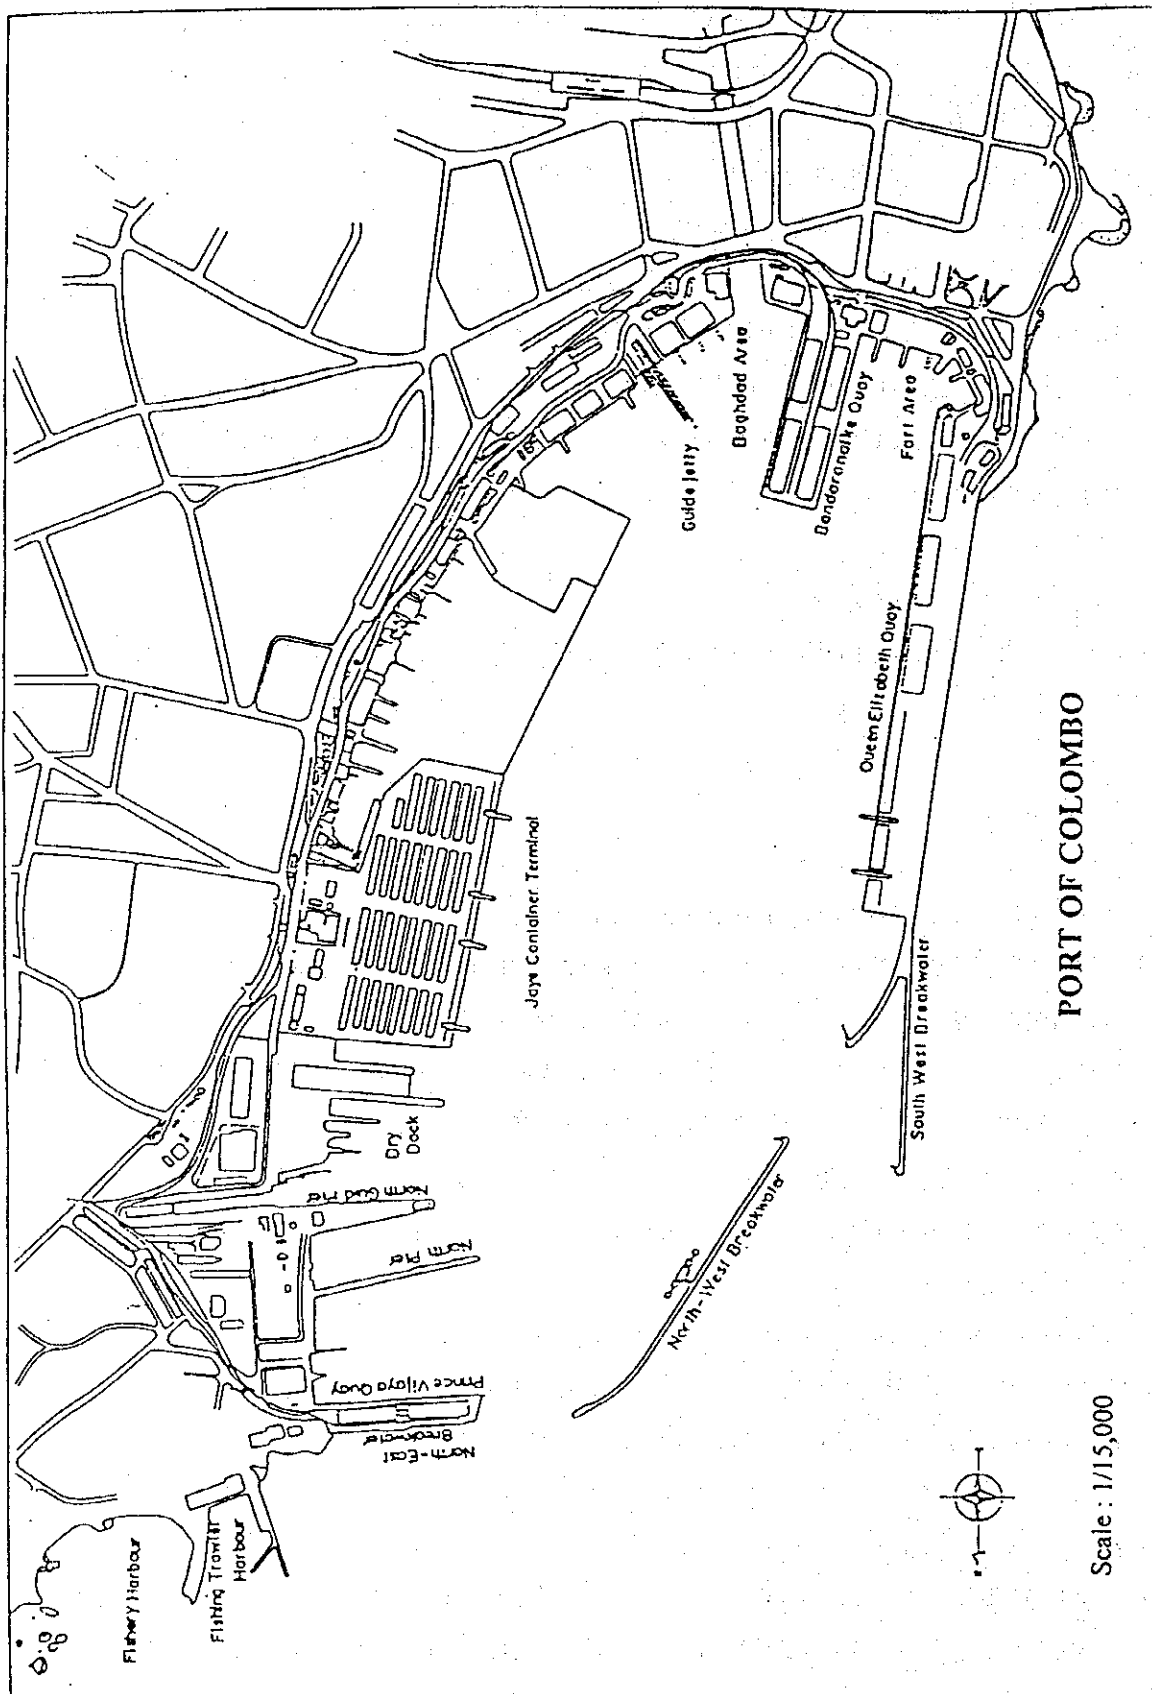 Fishery Harbour
Fishing Trawler
Harbour
North-East
Breakwater
Prince Vijaya Quay
North Pier
North Guid Pier
Dry
Dock
Jaye Container Terminal
Guide Jetty
Baghdad Area
Bandaranaike Quay
Fort Area
Queen Elizabeth Quay
South West Breakwater
North-West Breakwater
PORT OF COLOMBO
Scale : 1/15,000